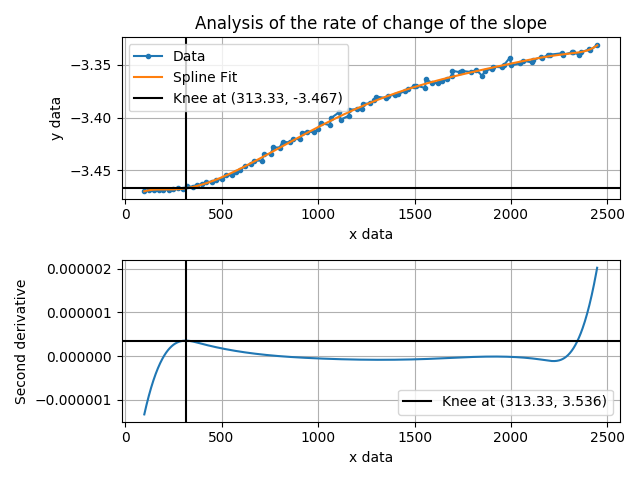 Analysis of the rate of change of the slope
Data
Spline Fit
Knee at (313.33, -3.467)
−3.35
−3.40
−3.45
y data
0 500 1000 1500 2000 2500
x data
0.000002
0.000001
0.000000
−0.000001
Second derivative
Knee at (313.33, 3.536)
0 500 1000 1500 2000 2500
x data